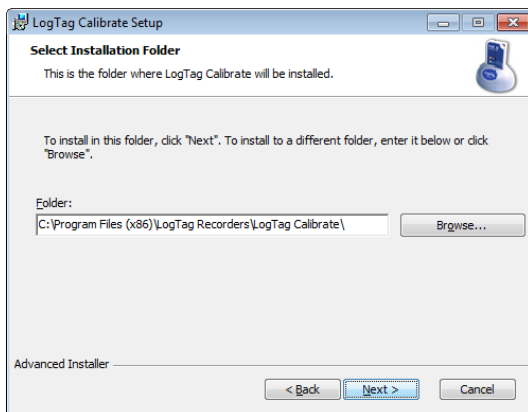 LogTag Calibrate Setup
Select Installation Folder
This is the folder where LogTag Calibrate will be installed.
To install in this folder, click "Next". To install to a different folder, enter it below or click
"Browse".
Folder:
C:\Program Files (x86)\LogTag Recorders\LogTag Calibrate\
Browse...
Advanced Installer
< Back
Next >
Cancel